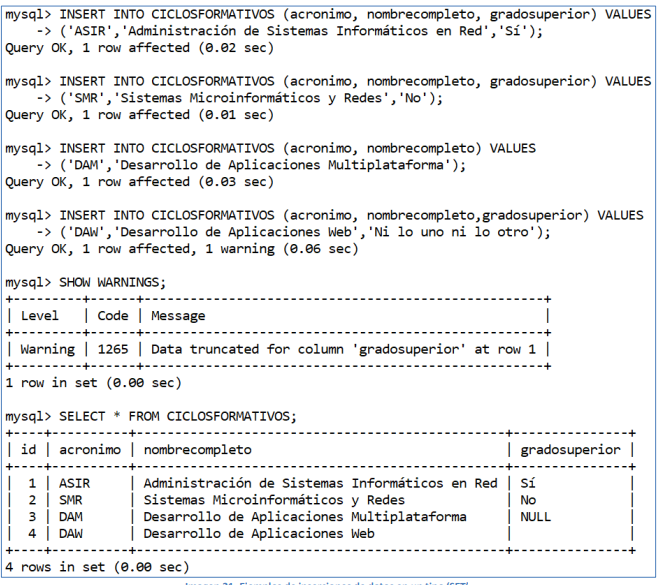 mysql> INSERT INTO CICLOSFORMATIVOS (acronimo, nombrecompleto, gradosuperior) VALUES
    -> ('ASIR','Administración de Sistemas Informáticos en Red','Sí');
Query OK, 1 row affected (0.02 sec)

mysql> INSERT INTO CICLOSFORMATIVOS (acronimo, nombrecompleto, gradosuperior) VALUES
    -> ('SMR','Sistemas Microinformáticos y Redes','No');
Query OK, 1 row affected (0.01 sec)

mysql> INSERT INTO CICLOSFORMATIVOS (acronimo, nombrecompleto) VALUES
    -> ('DAM','Desarrollo de Aplicaciones Multiplataforma');
Query OK, 1 row affected (0.03 sec)

mysql> INSERT INTO CICLOSFORMATIVOS (acronimo, nombrecompleto,gradosuperior) VALUES
    -> ('DAW','Desarrollo de Aplicaciones Web','Ni lo uno ni lo otro');
Query OK, 1 row affected, 1 warning (0.06 sec)

mysql> SHOW WARNINGS;
+---------+------+----------------------------------------------------+
| Level   | Code | Message                                            |
+---------+------+----------------------------------------------------+
| Warning | 1265 | Data truncated for column 'gradosuperior' at row 1 |
+---------+------+----------------------------------------------------+
1 row in set (0.00 sec)

mysql> SELECT * FROM CICLOSFORMATIVOS;
+----+----------+------------------------------------------------+---------------+
| id | acronimo | nombrecompleto                                 | gradosuperior |
+----+----------+------------------------------------------------+---------------+
|  1 | ASIR     | Administración de Sistemas Informáticos en Red | Sí            |
|  2 | SMR      | Sistemas Microinformáticos y Redes             | No            |
|  3 | DAM      | Desarrollo de Aplicaciones Multiplataforma     | NULL          |
|  4 | DAW      | Desarrollo de Aplicaciones Web                 |               |
+----+----------+------------------------------------------------+---------------+
4 rows in set (0.00 sec)